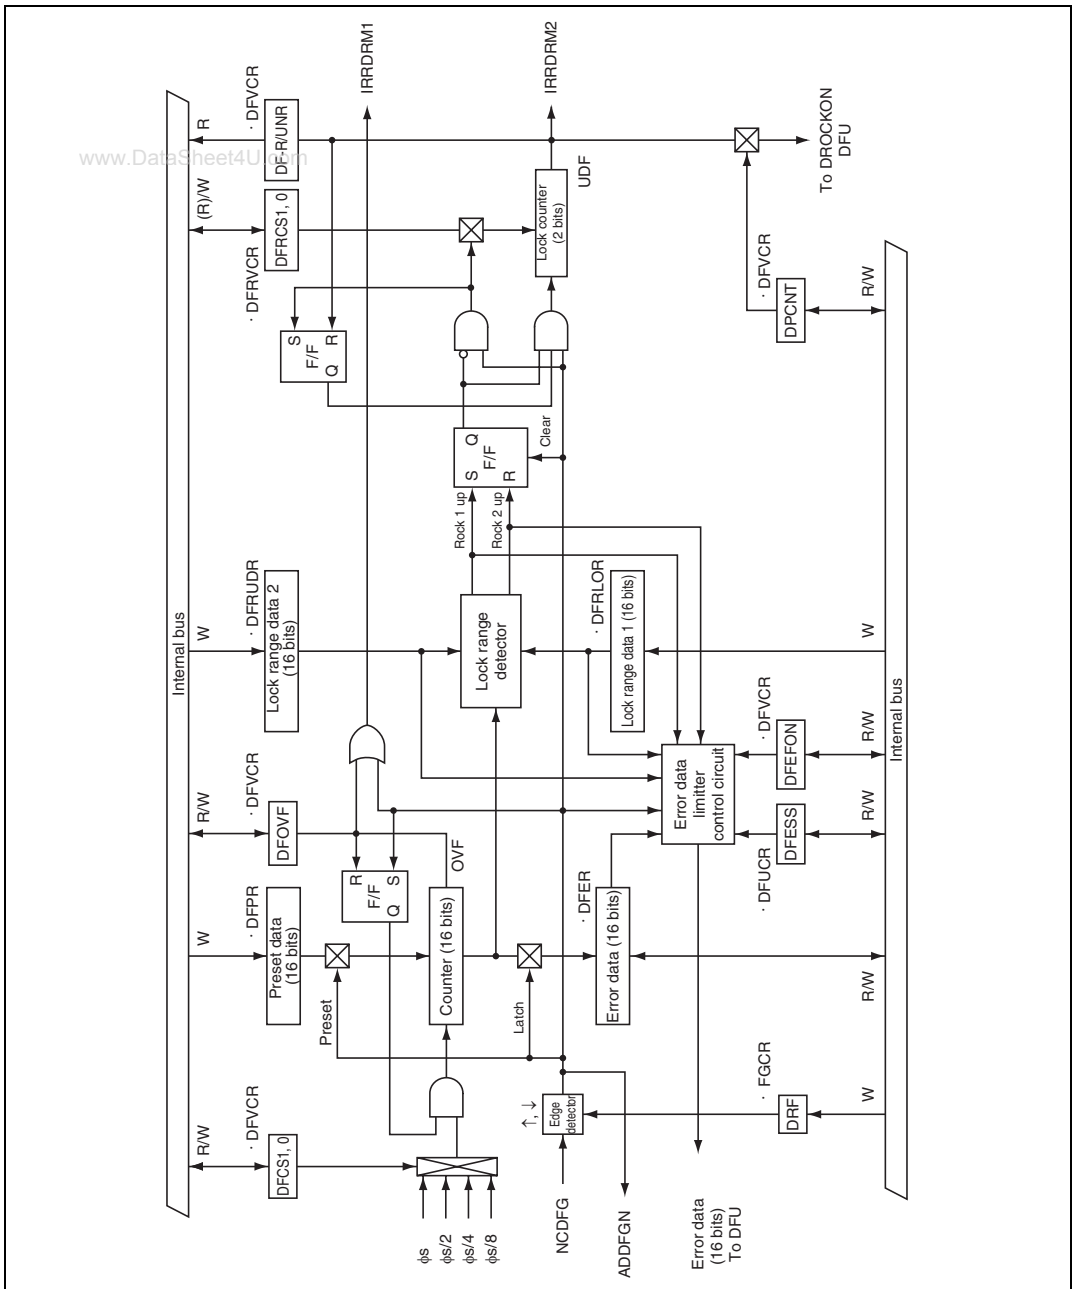 www.DataSheet4U.com
Internal bus
R/W
· DFVCR
DFCS1, 0
W
· DFPR
Preset data
(16 bits)
R/W
· DFVCR
DFOVF
W
· DFRUDR
Lock range data 2
(16 bits)
(R)/W
· DFRVCR
DFRCS1, 0
R
· DFVCR
DF-R/UNR
IRRDRM1
IRRDRM2
φs
φs/2
φs/4
φs/8
Preset
R
F/F
S
Q
OVF
Counter (16 bits)
Latch
↑, ↓
Edge
detector
NCDFG
ADDFGN
· DFER
Error data (16 bits)
Lock range
detector
Rock 1 up
Rock 2 up
S
Q
F/F
R
Clear
S
F/F
R
Q
Lock counter
(2 bits)
UDF
· DFRLOR
Lock range data 1 (16 bits)
Error data
limitter
control circuit
Error data
(16 bits)
To DFU
· FGCR
DRF
W
R/W
· DFUCR
DFESS
R/W
· DFVCR
DFEFON
R/W
W
· DFVCR
DPCNT
R/W
To DROCKON
DFU
Internal bus